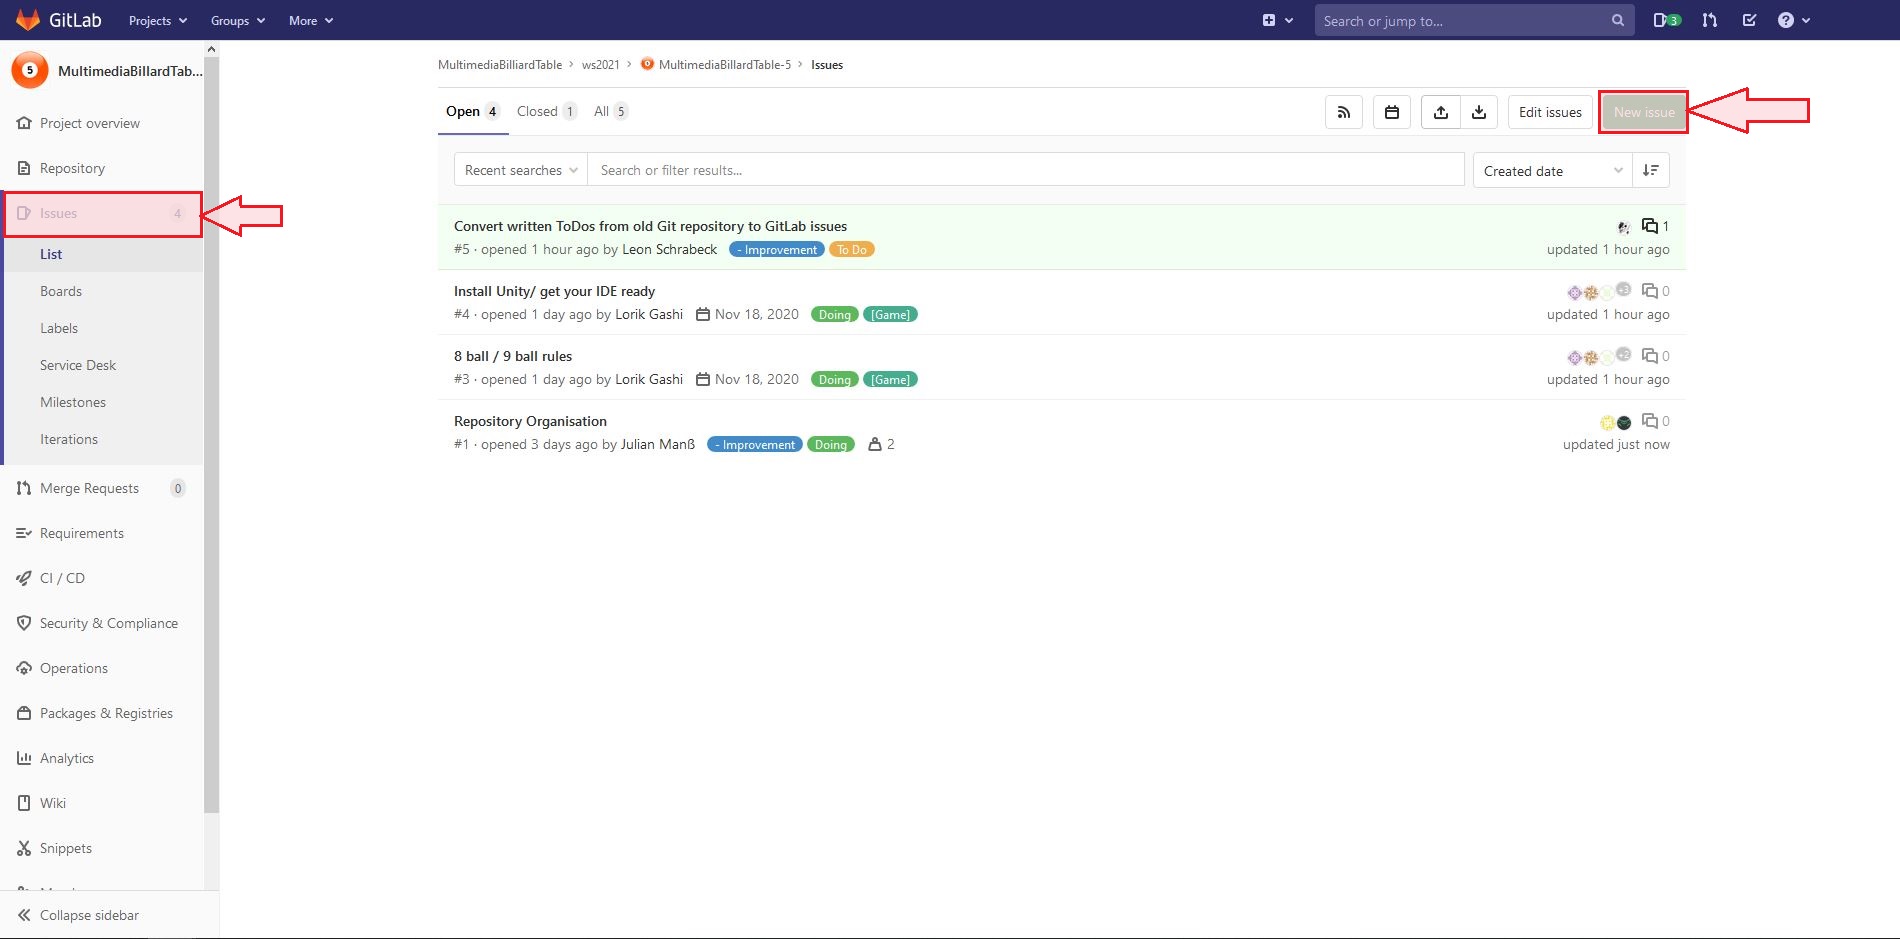 GitLab Projects Groups More Search or jump to... 3
5 MultimediaBillardTab...
Project overview
Repository
Issues 4
List
Boards
Labels
Service Desk
Milestones
Iterations
Merge Requests 0
Requirements
CI / CD
Security & Compliance
Operations
Packages & Registries
Analytics
Wiki
Snippets
Collapse sidebar
MultimediaBilliardTable > ws2021 > MultimediaBillardTable-5 > Issues
Open 4 Closed 1 All 5 Edit issues New issue
Recent searches Search or filter results... Created date
Convert written ToDos from old Git repository to GitLab issues 1
#5 · opened 1 hour ago by Leon Schrabeck - Improvement To Do updated 1 hour ago
Install Unity/ get your IDE ready +3 0
#4 · opened 1 day ago by Lorik Gashi Nov 18, 2020 Doing [Game] updated 1 hour ago
8 ball / 9 ball rules +2 0
#3 · opened 1 day ago by Lorik Gashi Nov 18, 2020 Doing [Game] updated 1 hour ago
Repository Organisation 0
#1 · opened 3 days ago by Julian Manß - Improvement Doing 2 updated just now